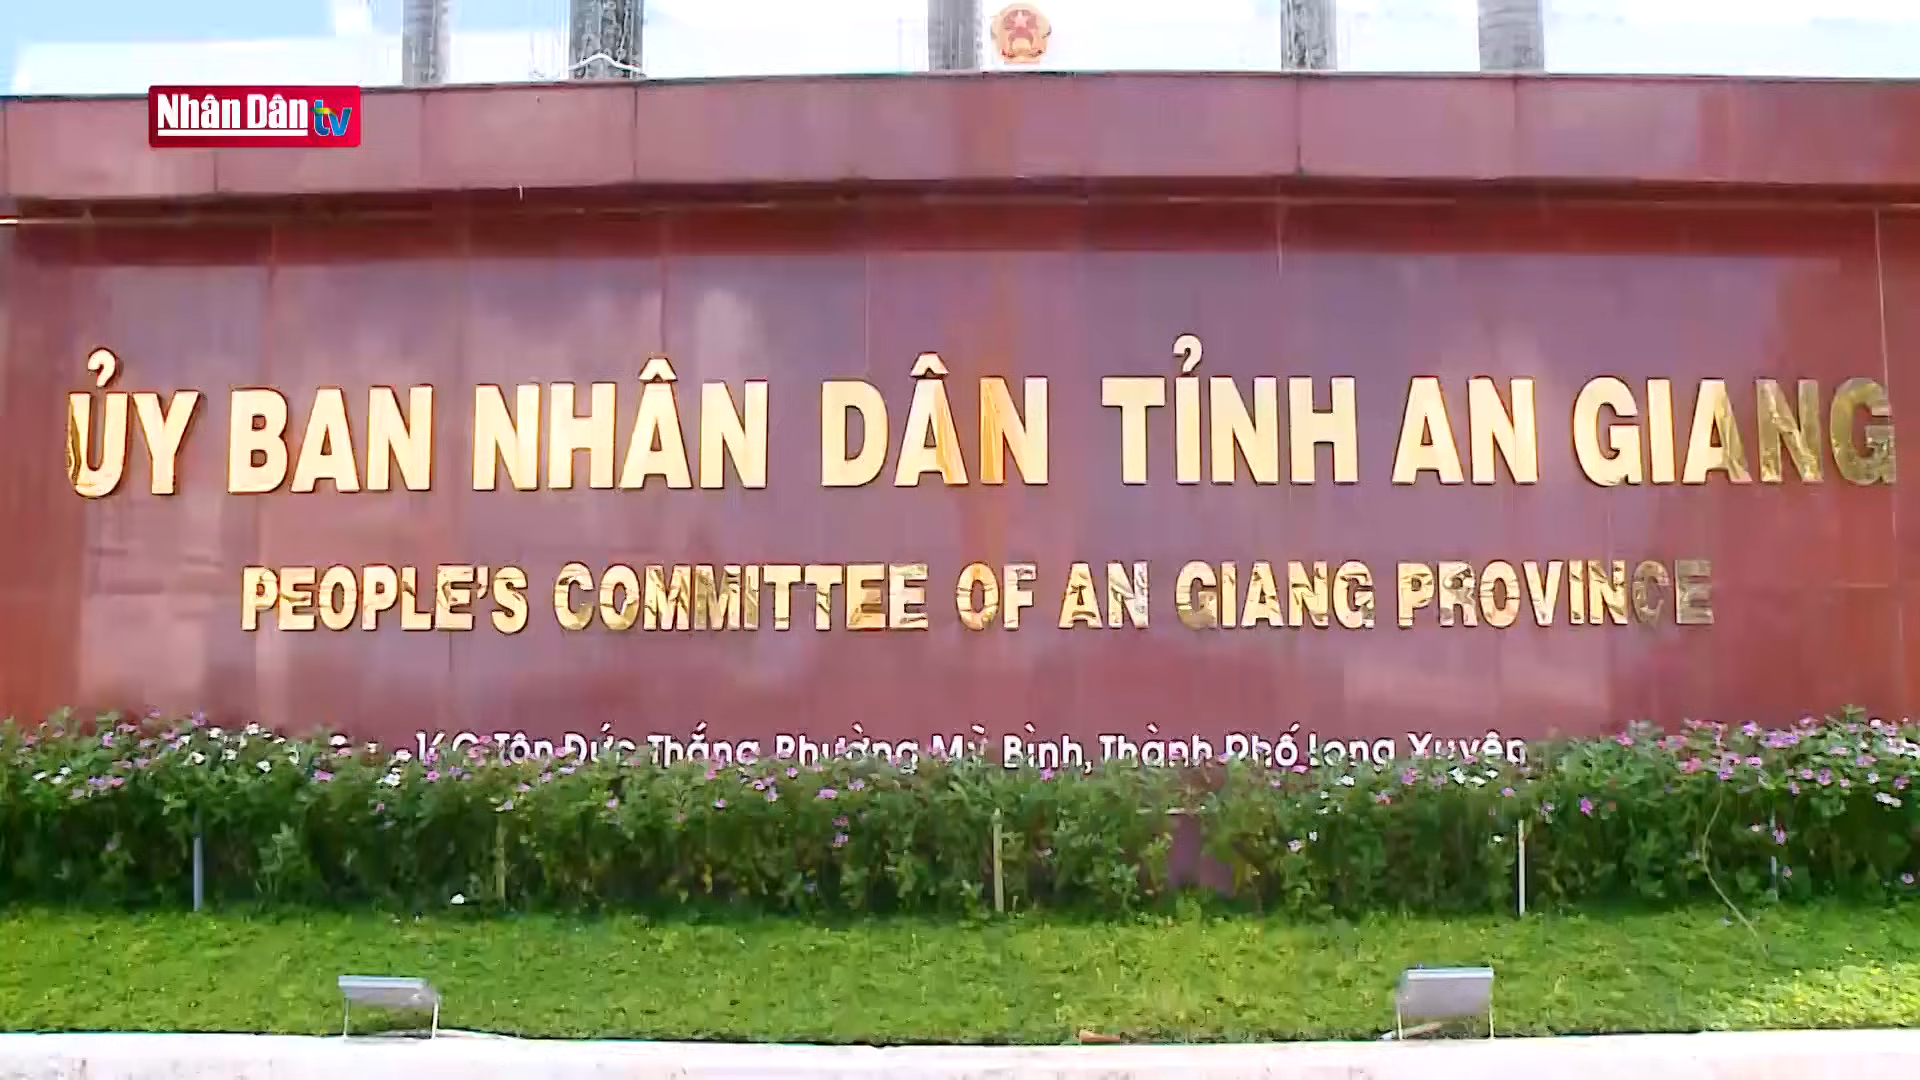 Nhân Dân tv
ỦY BAN NHÂN DÂN TỈNH AN GIANG
PEOPLE'S COMMITTEE OF AN GIANG PROVINCE
16C Tôn Đức Thắng, Phường Mỹ Bình, Thành Phố Long Xuyên